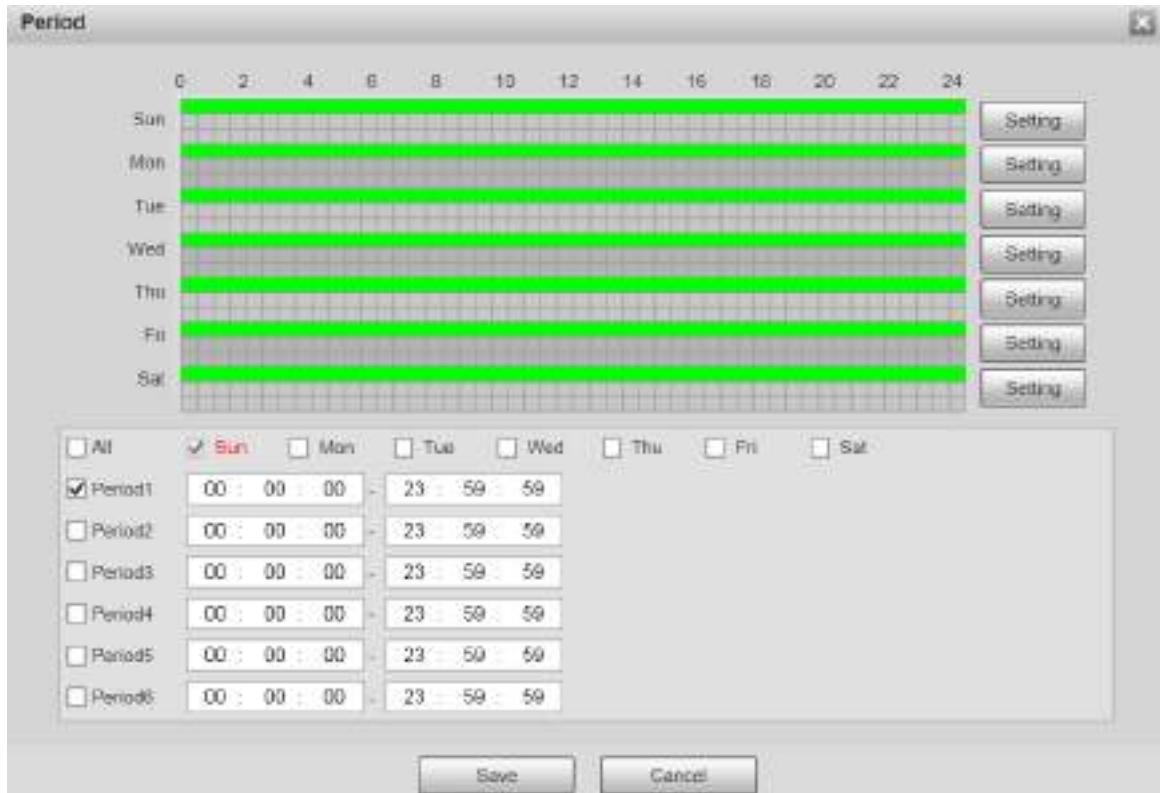 Period
0 2 4 6 8 10 12 14 16 18 20 22 24
Sun Setting
Mon Setting
Tue Setting
Wed Setting
Thu Setting
Fri Setting
Sat Setting
All Sun Mon Tue Wed Thu Fri Sat
Period1 00 : 00 : 00 - 23 : 59 : 59
Period2 00 : 00 : 00 - 23 : 59 : 59
Period3 00 : 00 : 00 - 23 : 59 : 59
Period4 00 : 00 : 00 - 23 : 59 : 59
Period5 00 : 00 : 00 - 23 : 59 : 59
Period6 00 : 00 : 00 - 23 : 59 : 59
Save Cancel